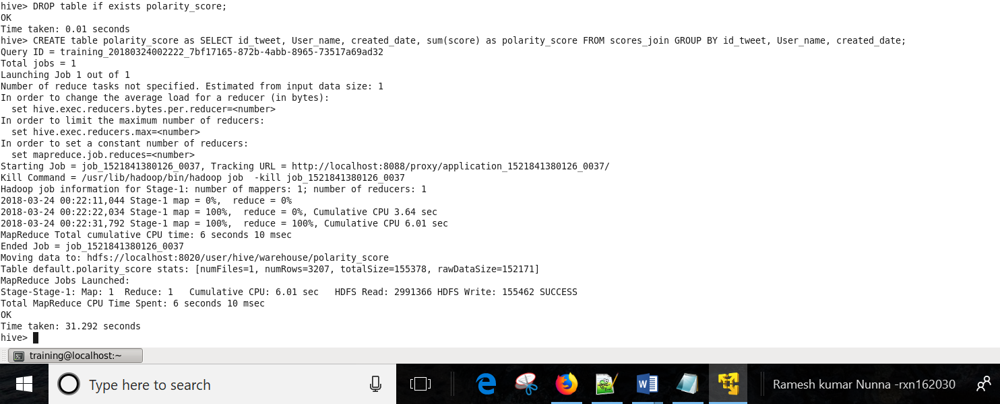 hive> DROP table if exists polarity_score;
OK
Time taken: 0.01 seconds
hive> CREATE table polarity_score as SELECT id_tweet, User_name, created_date, sum(score) as polarity_score FROM scores_join GROUP BY id_tweet, User_name, created_date;
Query ID = training_20180324002222_7bf17165-872b-4abb-8965-73517a69ad32
Total jobs = 1
Launching Job 1 out of 1
Number of reduce tasks not specified. Estimated from input data size: 1
In order to change the average load for a reducer (in bytes):
  set hive.exec.reducers.bytes.per.reducer=<number>
In order to limit the maximum number of reducers:
  set hive.exec.reducers.max=<number>
In order to set a constant number of reducers:
  set mapreduce.job.reduces=<number>
Starting Job = job_1521841380126_0037, Tracking URL = http://localhost:8088/proxy/application_1521841380126_0037/
Kill Command = /usr/lib/hadoop/bin/hadoop job  -kill job_1521841380126_0037
Hadoop job information for Stage-1: number of mappers: 1; number of reducers: 1
2018-03-24 00:22:11,044 Stage-1 map = 0%,  reduce = 0%
2018-03-24 00:22:22,034 Stage-1 map = 100%,  reduce = 0%, Cumulative CPU 3.64 sec
2018-03-24 00:22:31,792 Stage-1 map = 100%,  reduce = 100%, Cumulative CPU 6.01 sec
MapReduce Total cumulative CPU time: 6 seconds 10 msec
Ended Job = job_1521841380126_0037
Moving data to: hdfs://localhost:8020/user/hive/warehouse/polarity_score
Table default.polarity_score stats: [numFiles=1, numRows=3207, totalSize=155378, rawDataSize=152171]
MapReduce Jobs Launched:
Stage-Stage-1: Map: 1  Reduce: 1   Cumulative CPU: 6.01 sec   HDFS Read: 2991366 HDFS Write: 155462 SUCCESS
Total MapReduce CPU Time Spent: 6 seconds 10 msec
OK
Time taken: 31.292 seconds
hive>
training@localhost:~
Type here to search
Ramesh kumar Nunna -rxn162030